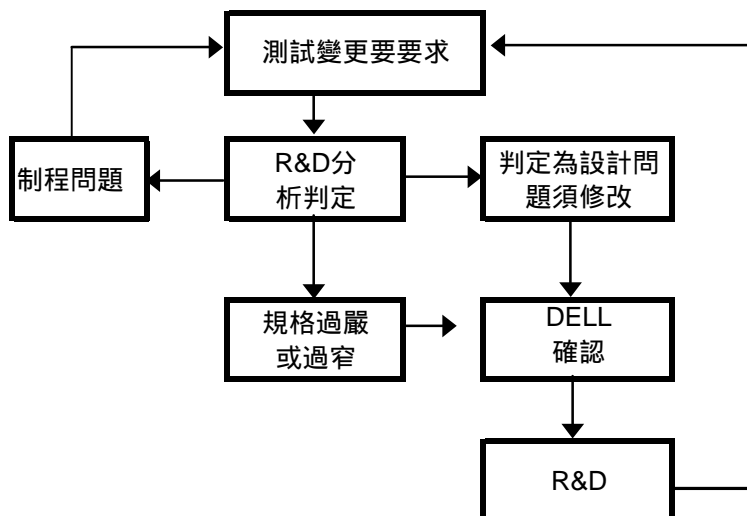 測試變更要要求
制程問題
R&D分
析判定
判定為設計問
題須修改
規格過嚴
或過窄
DELL
確認
R&D